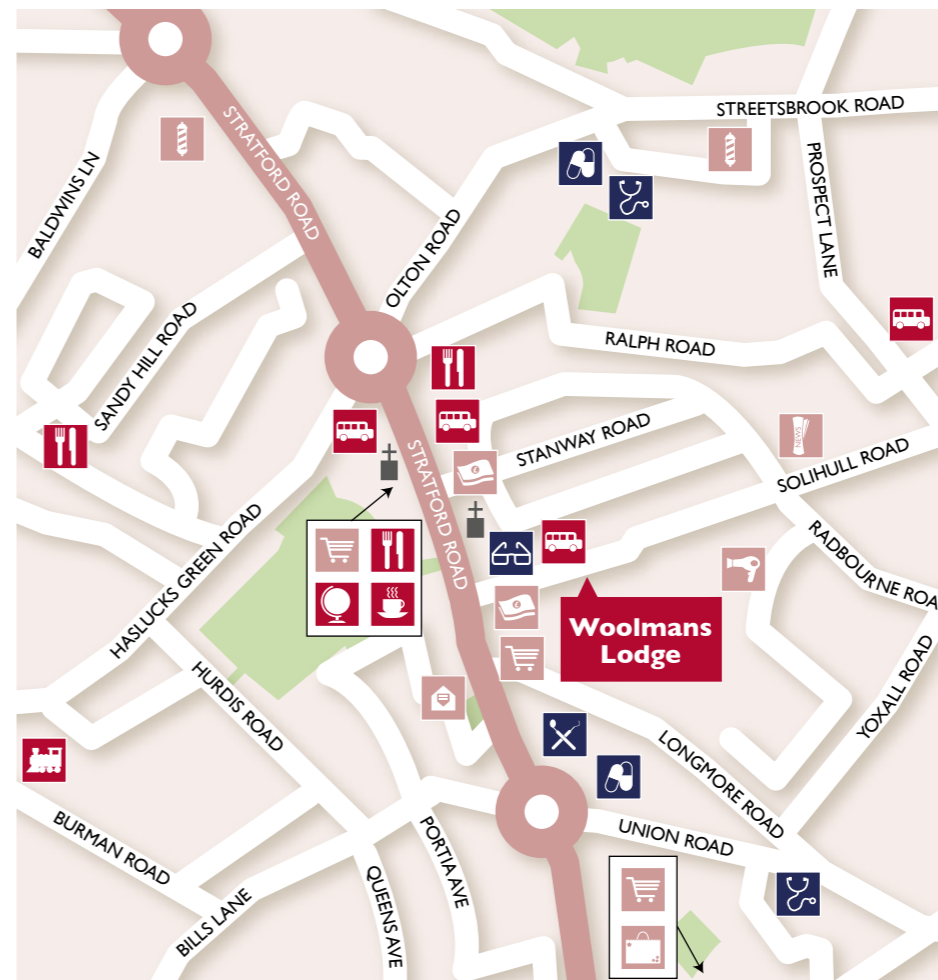 STREETSBROOK ROAD
STRATFORD ROAD
BALDWINS LN
PROSPECT LANE
OLTON ROAD
SANDY HILL ROAD
RALPH ROAD
STANWAY ROAD
NEWS
SOLIHULL ROAD
STRATFORD ROAD
£
HASLUCKS GREEN ROAD
RADBOURNE ROA
£
Woolmans
Lodge
HURDIS ROAD
YOXALL ROAD
LONGMORE ROAD
BURMAN ROAD
UNION ROAD
PORTIA AVE
QUEENS AVE
BILLS LANE